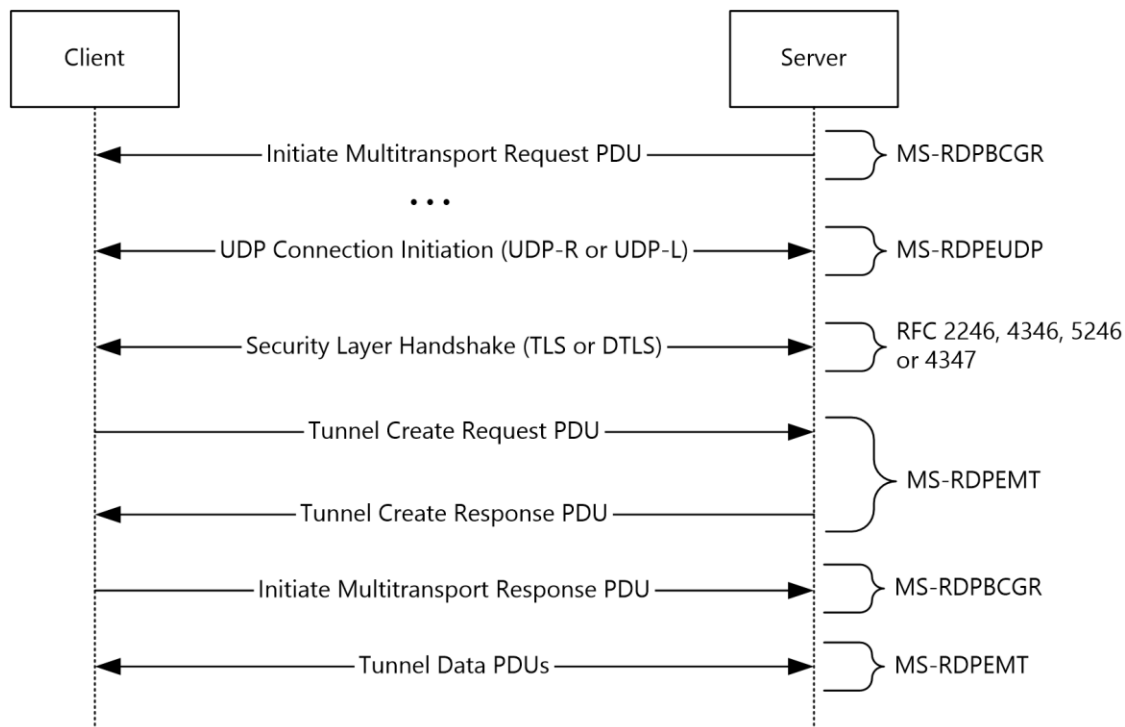 Client
Server
Initiate Multitransport Request PDU
MS-RDPBCGR
...
UDP Connection Initiation (UDP-R or UDP-L)
MS-RDPEUDP
Security Layer Handshake (TLS or DTLS)
RFC 2246, 4346, 5246
or 4347
Tunnel Create Request PDU
MS-RDPEMT
Tunnel Create Response PDU
Initiate Multitransport Response PDU
MS-RDPBCGR
Tunnel Data PDUs
MS-RDPEMT